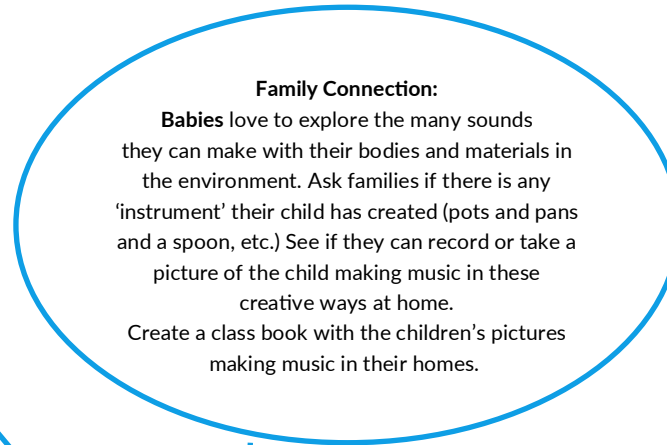 Family Connection:
Babies love to explore the many sounds
they can make with their bodies and materials in
the environment. Ask families if there is any
‘instrument’ their child has created (pots and pans
and a spoon, etc.) See if they can record or take a
picture of the child making music in these
creative ways at home.
Create a class book with the children’s pictures
making music in their homes.